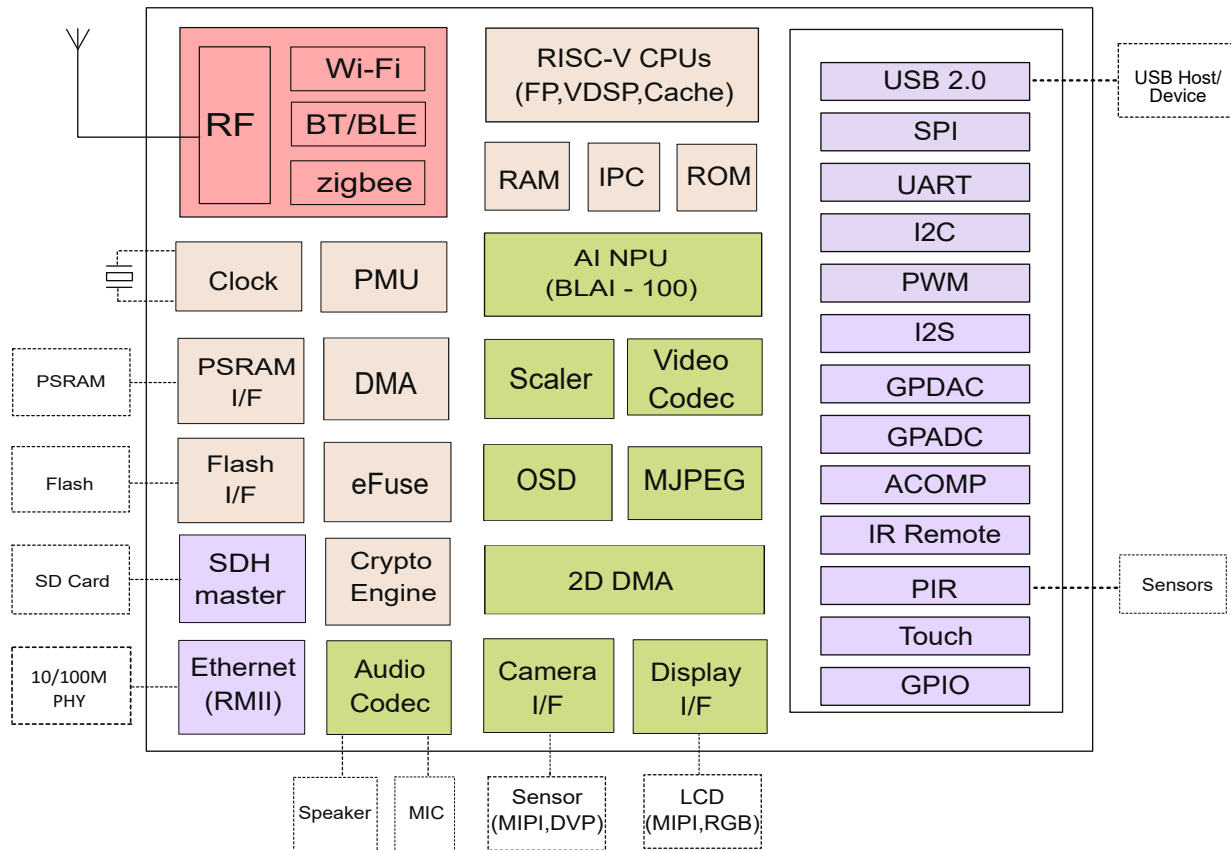 RF
Wi-Fi
BT/BLE
zigbee
RISC-V CPUs
(FP,VDSP,Cache)
RAM
IPC
ROM
Clock
PMU
AI NPU
(BLAI - 100)
PSRAM
PSRAM
I/F
DMA
Scaler
Video
Codec
Flash
Flash
I/F
eFuse
OSD
MJPEG
SD Card
SDH
master
Crypto
Engine
2D DMA
10/100M
PHY
Ethernet
(RMII)
Audio
Codec
Camera
I/F
Display
I/F
Speaker
MIC
Sensor
(MIPI,DVP)
LCD
(MIPI,RGB)
USB 2.0
SPI
UART
I2C
PWM
I2S
GPDAC
GPADC
ACOMP
IR Remote
PIR
Touch
GPIO
USB Host/
Device
Sensors